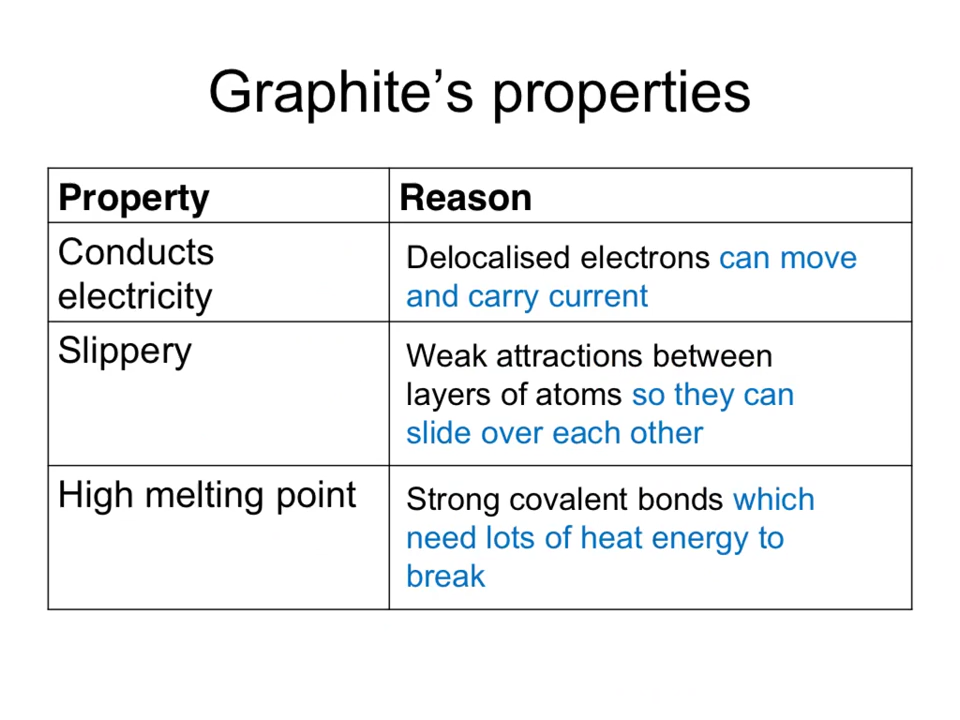 Graphite’s properties
Property
Reason
Conducts
electricity
Delocalised electrons can move
and carry current
Slippery
Weak attractions between
layers of atoms so they can
slide over each other
High melting point
Strong covalent bonds which
need lots of heat energy to
break